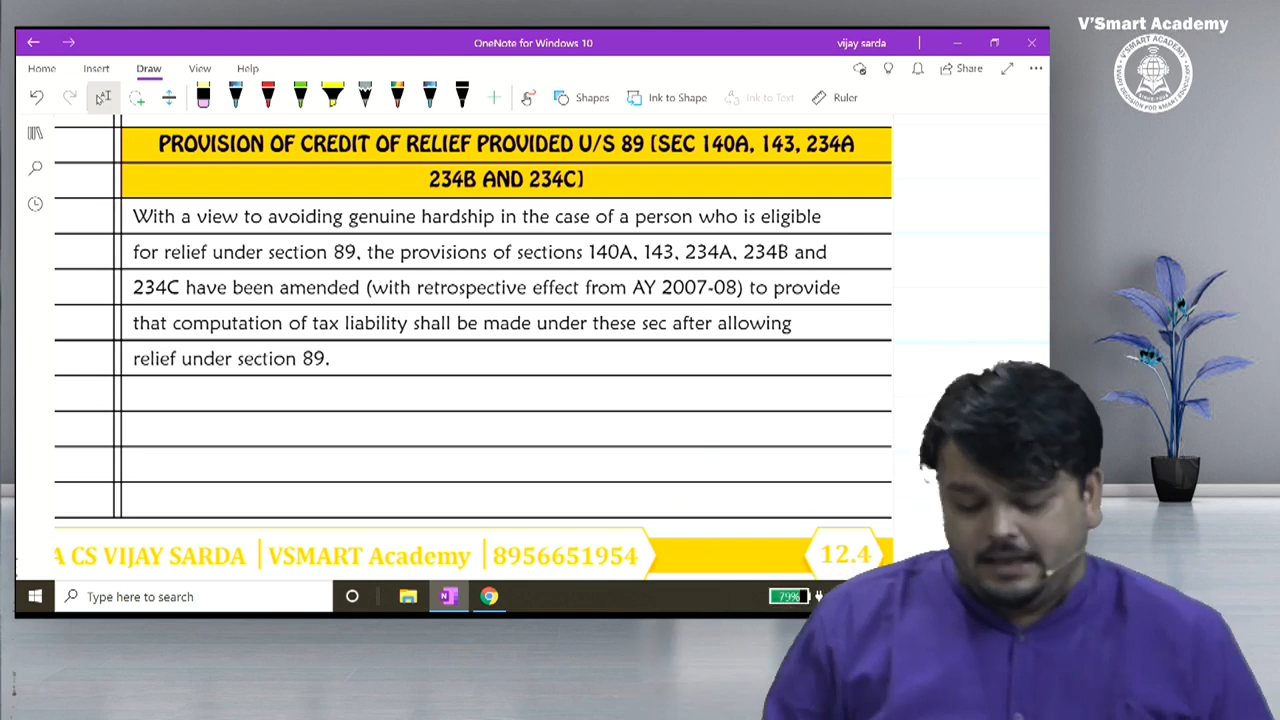 V'Smart Academy
OneNote for Windows 10
vijay sarda
Home Insert Draw View Help
Share
Shapes Ink to Shape Ink to Text Ruler
PROVISION OF CREDIT OF RELIEF PROVIDED U/S 89 [SEC 140A, 143, 234A
234B AND 234C]
With a view to avoiding genuine hardship in the case of a person who is eligible
for relief under section 89, the provisions of sections 140A, 143, 234A, 234B and
234C have been amended (with retrospective effect from AY 2007-08) to provide
that computation of tax liability shall be made under these sec after allowing
relief under section 89.
A CS VIJAY SARDA | VSMART Academy | 8956651954
12.4
Type here to search
79%